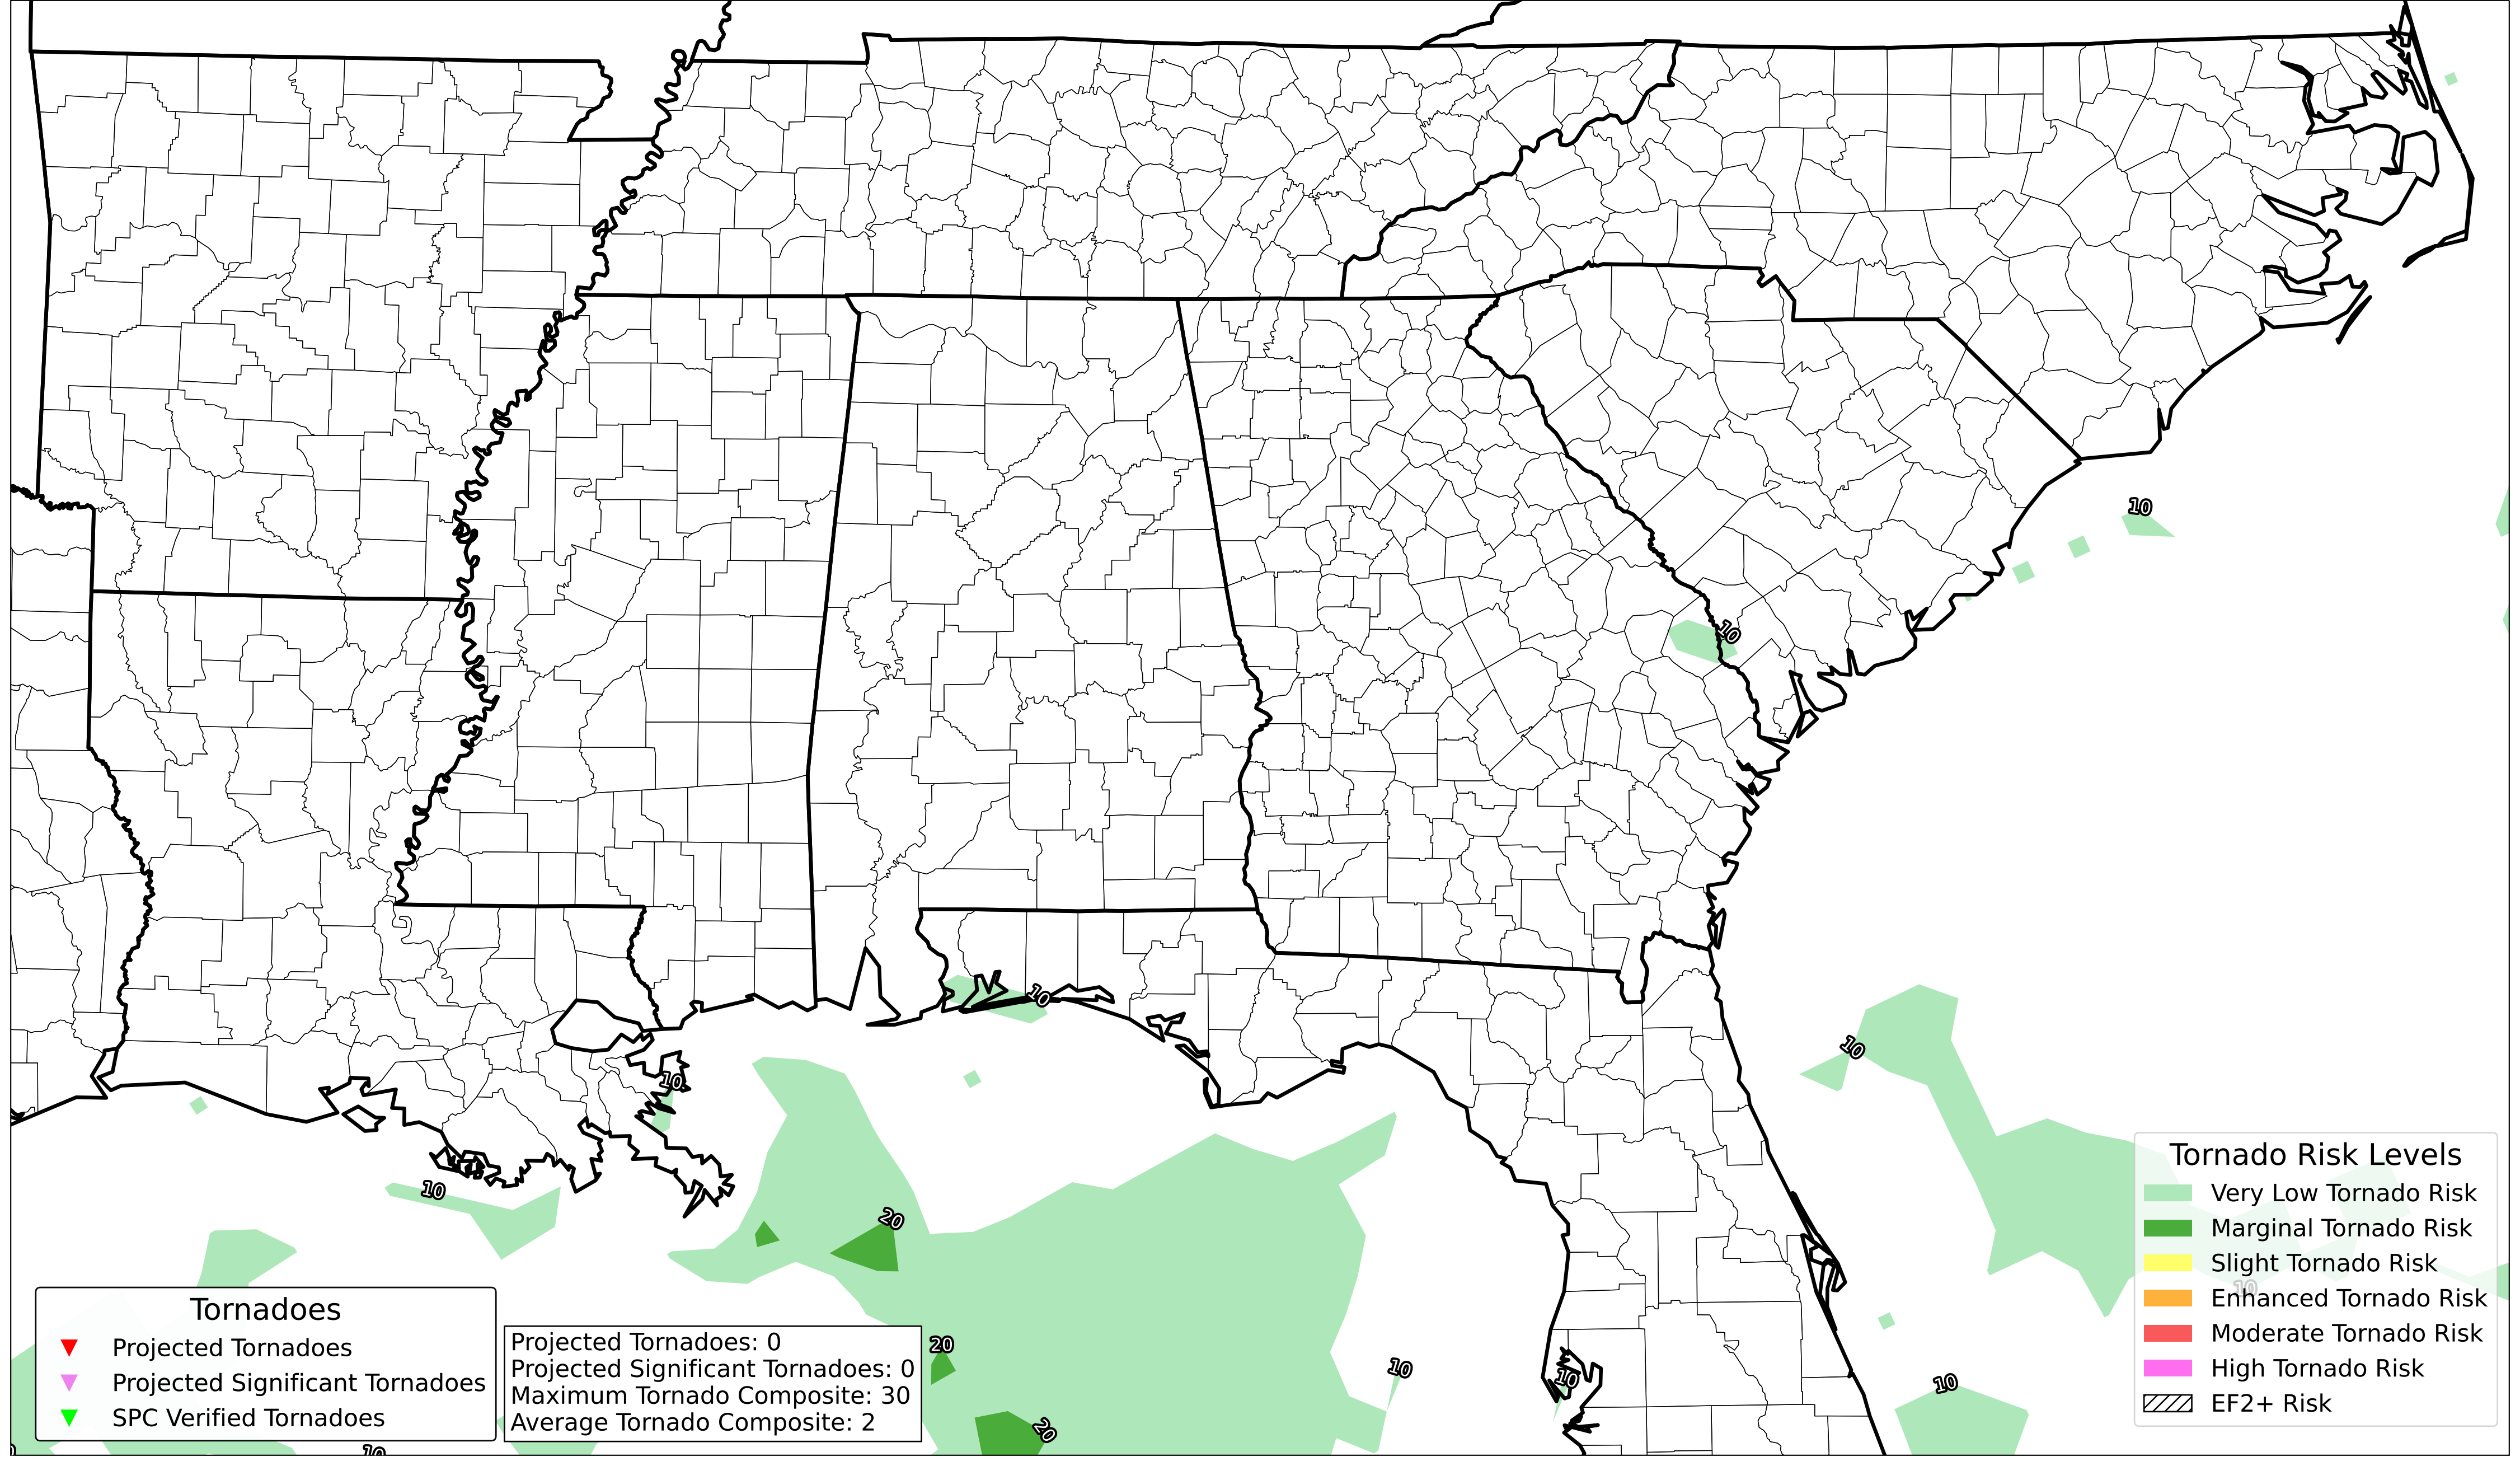 10
10
10
10
10
10
20
20
10
10
10
20
10
10
Tornado Risk Levels
Very Low Tornado Risk
Marginal Tornado Risk
Slight Tornado Risk
Enhanced Tornado Risk
Moderate Tornado Risk
High Tornado Risk
EF2+ Risk
Tornadoes
Projected Tornadoes
Projected Significant Tornadoes
SPC Verified Tornadoes
Projected Tornadoes: 0
Projected Significant Tornadoes: 0
Maximum Tornado Composite: 30
Average Tornado Composite: 2